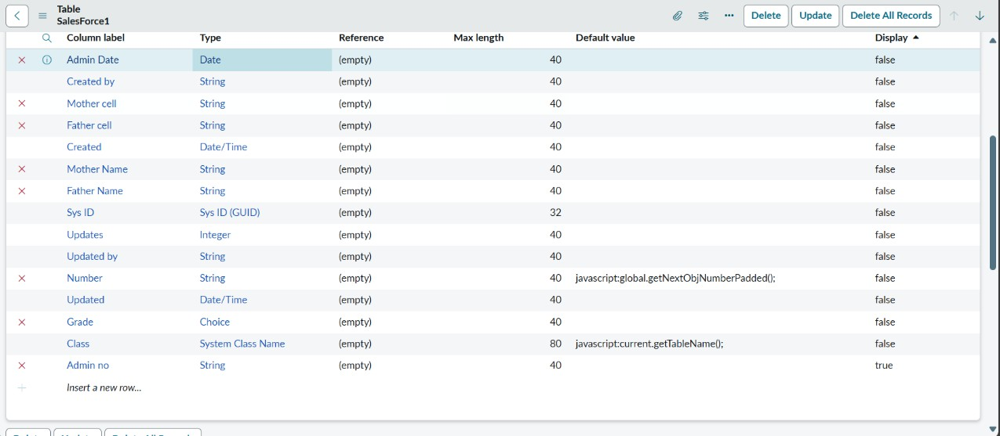 Table
SalesForce1
Delete Update Delete All Records
Column label Type Reference Max length Default value Display
Admin Date Date (empty) 40 false
Created by String (empty) 40 false
Mother cell String (empty) 40 false
Father cell String (empty) 40 false
Created Date/Time (empty) 40 false
Mother Name String (empty) 40 false
Father Name String (empty) 40 false
Sys ID Sys ID (GUID) (empty) 32 false
Updates Integer (empty) 40 false
Updated by String (empty) 40 false
Number String (empty) 40 javascript:global.getNextObjNumberPadded(); false
Updated Date/Time (empty) 40 false
Grade Choice (empty) 40 false
Class System Class Name (empty) 80 javascript:current.getTableName(); false
Admin no String (empty) 40 true
Insert a new row...